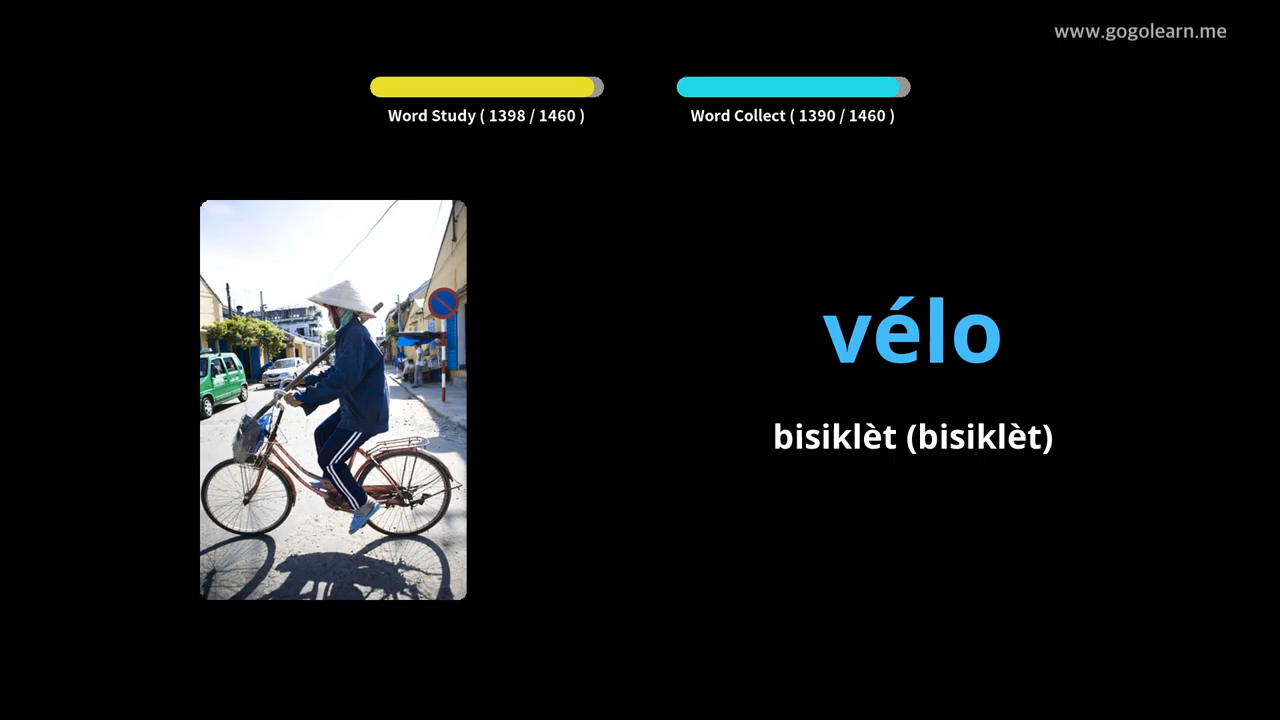 www.gogolearn.me
Word Study ( 1398 / 1460 )
Word Collect ( 1390 / 1460 )
vélo
bisiklèt (bisiklèt)